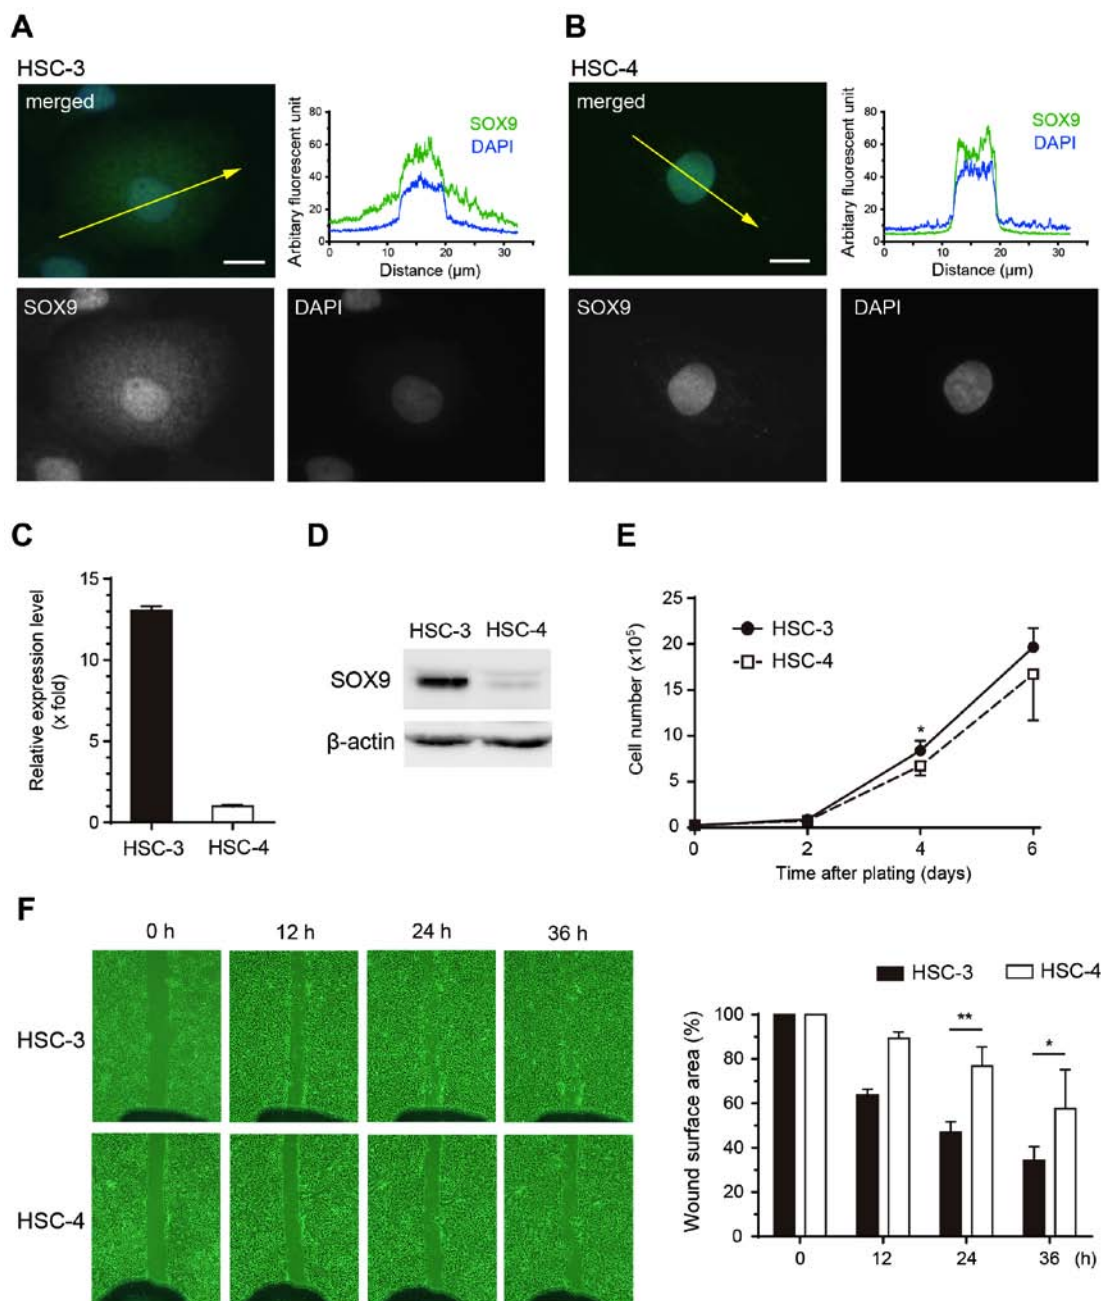 A
HSC-3
merged
Arbitary fluorescent unit
80
60
40
20
0
10
20
30
Distance (µm)
SOX9
DAPI
SOX9
DAPI
B
HSC-4
merged
Arbitary fluorescent unit
80
60
40
20
0
10
20
30
Distance (µm)
SOX9
DAPI
SOX9
DAPI
C
Relative expression level
(x fold)
15
10
5
0
HSC-3
HSC-4
D
HSC-3 HSC-4
SOX9
β-actin
E
Cell number (x10⁵)
25
20
15
10
5
0
HSC-3
HSC-4
*
0 2 4 6
Time after plating (days)
F
0 h 12 h 24 h 36 h
HSC-3
HSC-4
HSC-3 HSC-4
Wound surface area (%)
100
80
60
40
60
0
** *
0 12 24 36 (h)